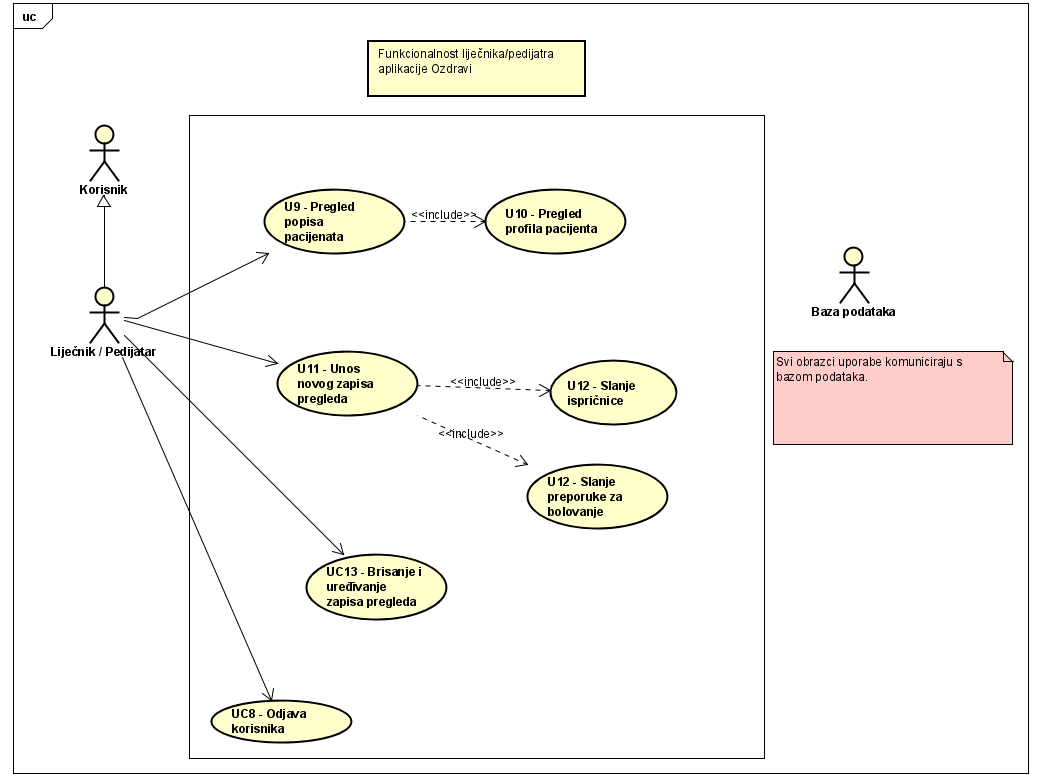 uc
Funkcionalnost liječnika/pedijatra
aplikacije Ozdravi
Korisnik
U9 - Pregled
popisa
pacijenata
<<include>>
U10 - Pregled
profila pacijenta
Baza podataka
Liječnik / Pedijatar
Svi obrazci uporabe komuniciraju s
bazom podataka.
U11 - Unos
novog zapisa
pregleda
<<include>>
U12 - Slanje
ispričnice
<<include>>
U12 - Slanje
preporuke za
bolovanje
UC13 - Brisanje i
uređivanje
zapisa pregleda
UC8 - Odjava
korisnika